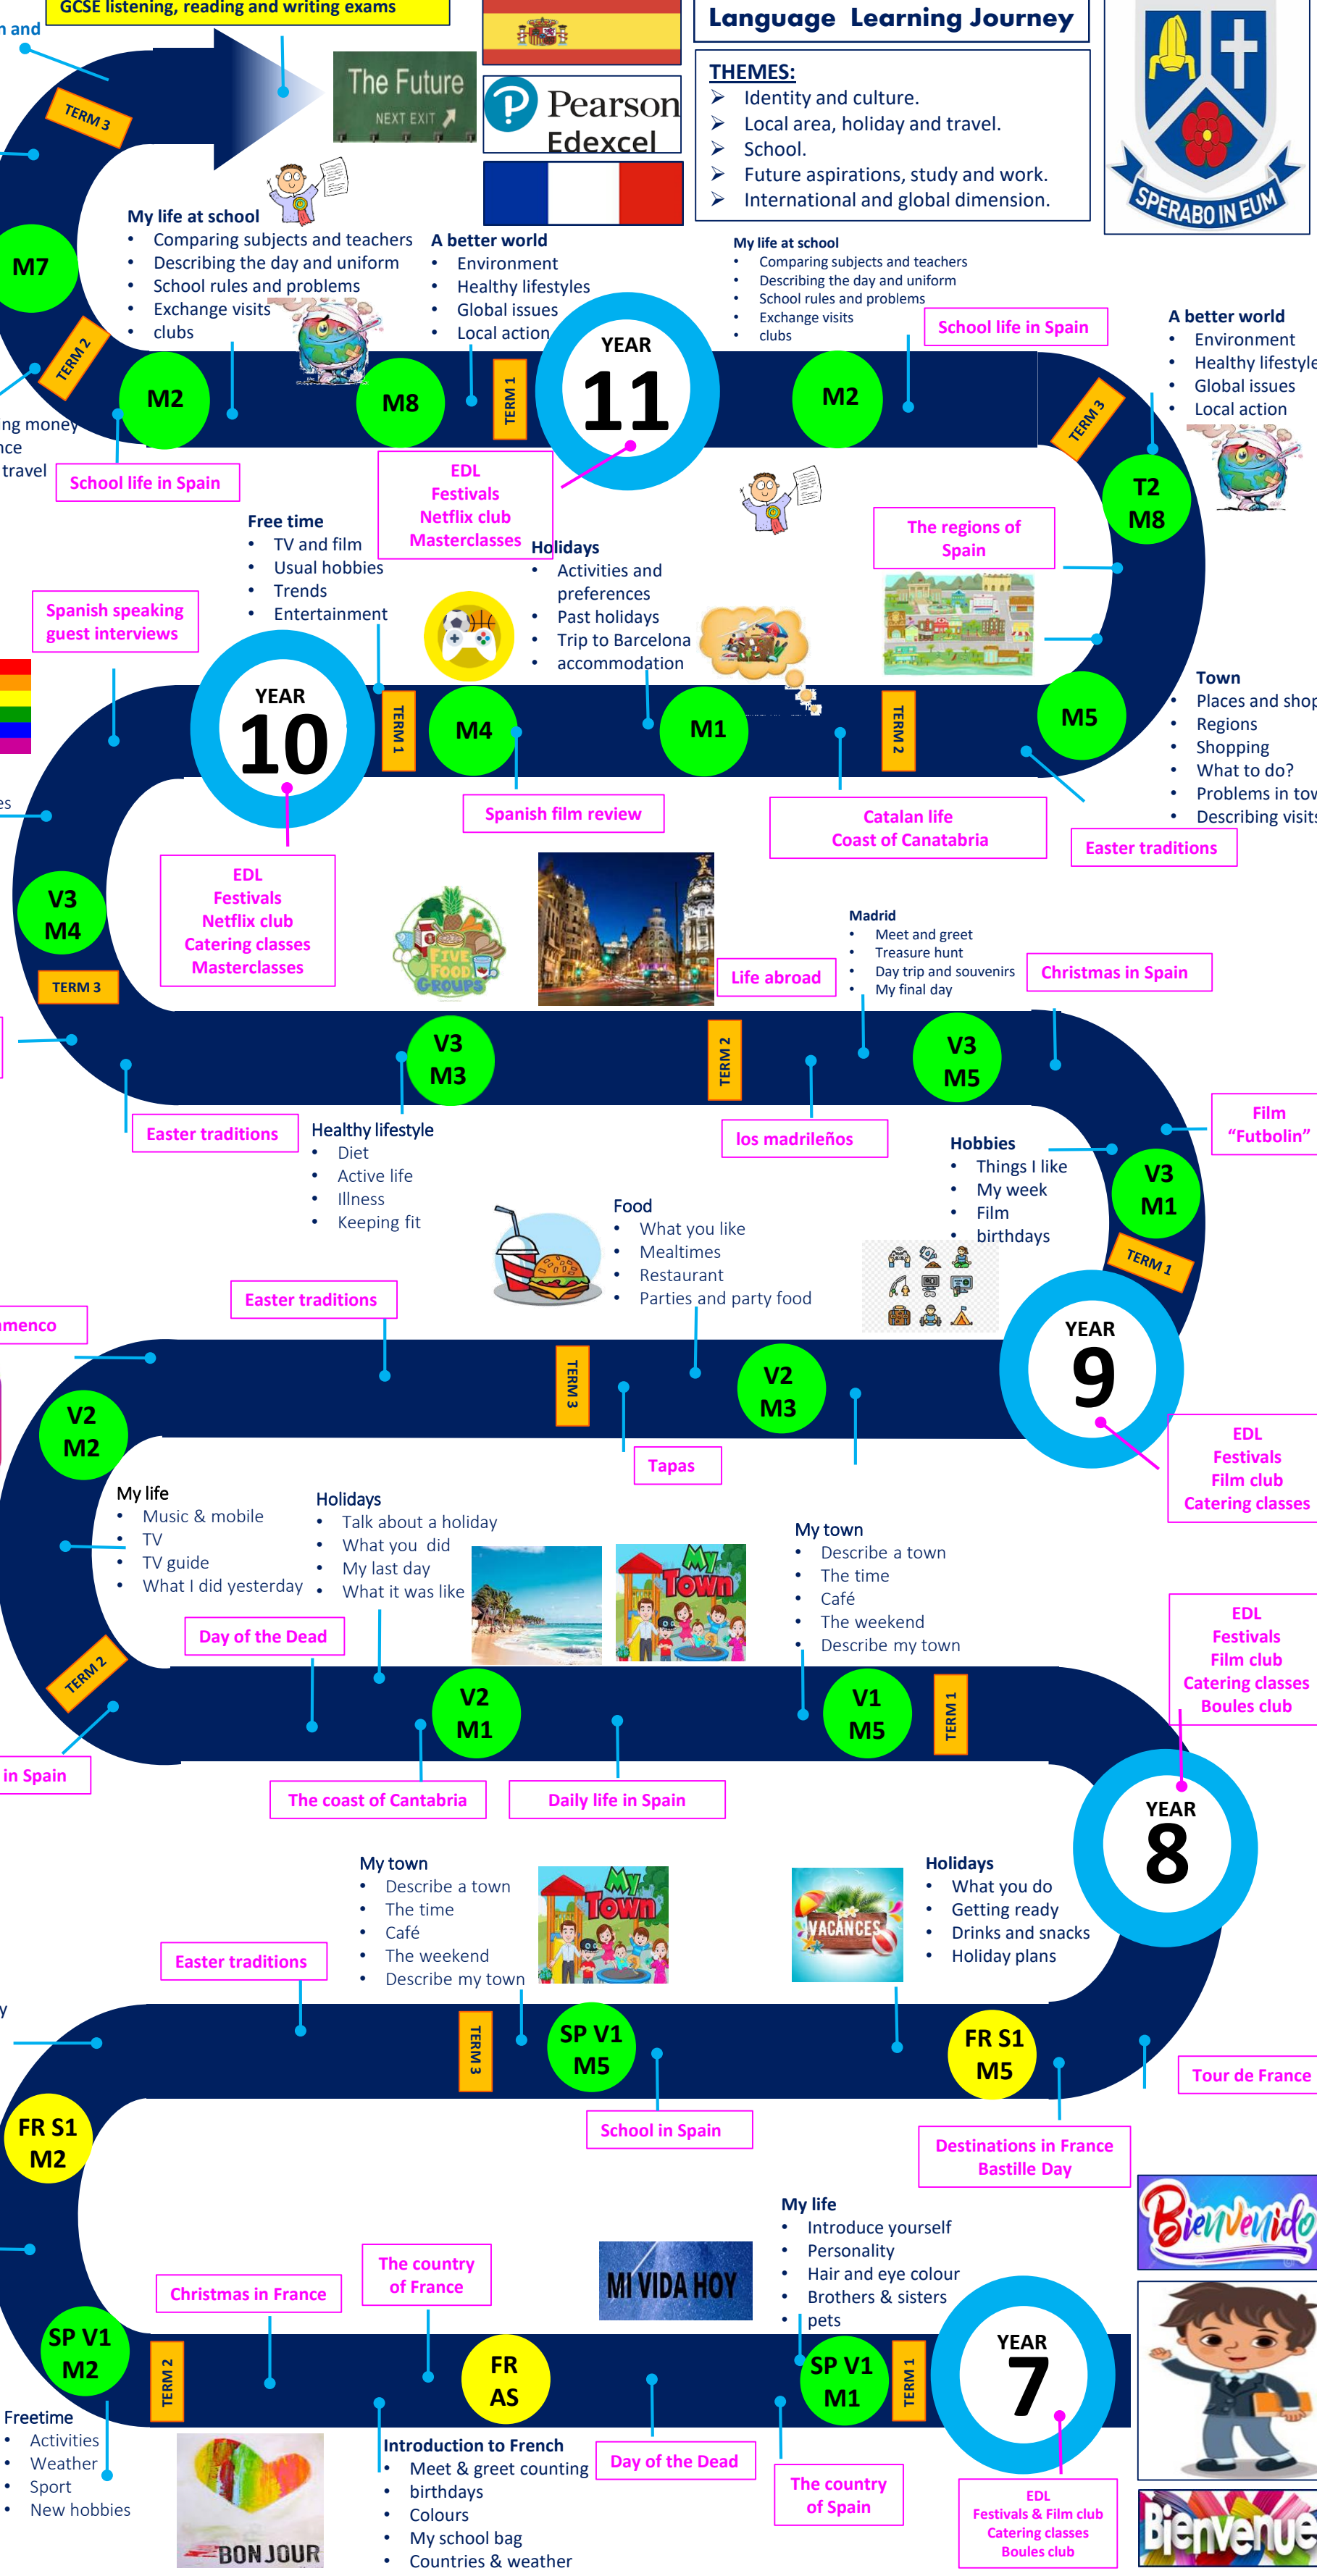 GCSE listening, reading and writing exams
and
Language Learning Journey
THEMES:
➢ Identity and culture.
➢ Local area, holiday and travel.
➢ School.
➢ Future aspirations, study and work.
➢ International and global dimension.
The Future
NEXT EXIT
Pearson
Edexcel
SPERABO IN EUM
TERM 3
M7
TERM 2
My life at school
• Comparing subjects and teachers
• Describing the day and uniform
• School rules and problems
• Exchange visits
• clubs
A better world
• Environment
• Healthy lifestyles
• Global issues
• Local action
My life at school
• Comparing subjects and teachers
• Describing the day and uniform
• School rules and problems
• Exchange visits
• clubs
School life in Spain
A better world
• Environment
• Healthy lifestyle
• Global issues
• Local action
M2
M8
TERM 1
YEAR
11
M2
TERM 3
T2
M8
ing money
nce
travel
School life in Spain
EDL
Festivals
Netflix club
Masterclasses
The regions of
Spain
Free time
• TV and film
• Usual hobbies
• Trends
• Entertainment
Holidays
• Activities and
preferences
• Past holidays
• Trip to Barcelona
• accommodation
Spanish speaking
guest interviews
Town
• Places and shop
• Regions
• Shopping
• What to do?
• Problems in tow
• Describing visits
YEAR
10
TERM 1
M4
M1
TERM 2
M5
es
Spanish film review
Catalan life
Coast of Canatabria
Easter traditions
EDL
Festivals
Netflix club
Catering classes
Masterclasses
V3
M4
TERM 3
FIVE
FOOD
GROUPS
Life abroad
Madrid
• Meet and greet
• Treasure hunt
• Day trip and souvenirs
• My final day
Christmas in Spain
V3
M3
TERM 2
V3
M5
Easter traditions
Healthy lifestyle
• Diet
• Active life
• Illness
• Keeping fit
los madrileños
Film
“Futbolin”
Hobbies
• Things I like
• My week
• Film
• birthdays
V3
M1
TERM 1
Food
• What you like
• Mealtimes
• Restaurant
• Parties and party food
Easter traditions
amenco
YEAR
9
TERM 3
V2
M3
V2
M2
Tapas
EDL
Festivals
Film club
Catering classes
My life
• Music & mobile
• TV
• TV guide
• What I did yesterday
Holidays
• Talk about a holiday
• What you did
• My last day
• What it was like
My
Town
My town
• Describe a town
• The time
• Café
• The weekend
• Describe my town
Day of the Dead
EDL
Festivals
Film club
Catering classes
Boules club
TERM 2
V2
M1
V1
M5
TERM 1
in Spain
The coast of Cantabria
Daily life in Spain
YEAR
8
My town
• Describe a town
• The time
• Café
• The weekend
• Describe my town
My
Town
VACANCES
Holidays
• What you do
• Getting ready
• Drinks and snacks
• Holiday plans
Easter traditions
y
TERM 3
SP V1
M5
FR S1
M5
Tour de France
FR S1
M2
School in Spain
Destinations in France
Bastille Day
Bienvenido
My life
• Introduce yourself
• Personality
• Hair and eye colour
• Brothers & sisters
• pets
MI VIDA HOY
The country
of France
Christmas in France
SP V1
M2
TERM 2
FR
AS
SP V1
M1
TERM 1
YEAR
7
Freetime
• Activities
• Weather
• Sport
• New hobbies
BONJOUR
Introduction to French
• Meet & greet counting
• birthdays
• Colours
• My school bag
• Countries & weather
Day of the Dead
The country
of Spain
EDL
Festivals & Film club
Catering classes
Boules club
Bienvenue